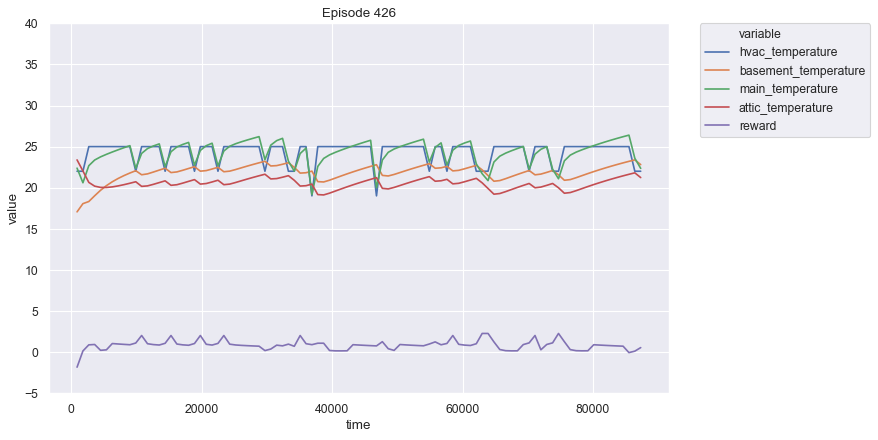 Episode 426
variable
hvac_temperature
basement_temperature
main_temperature
attic_temperature
reward
value
40
35
30
25
20
15
10
5
0
−5
0 20000 40000 60000 80000
time